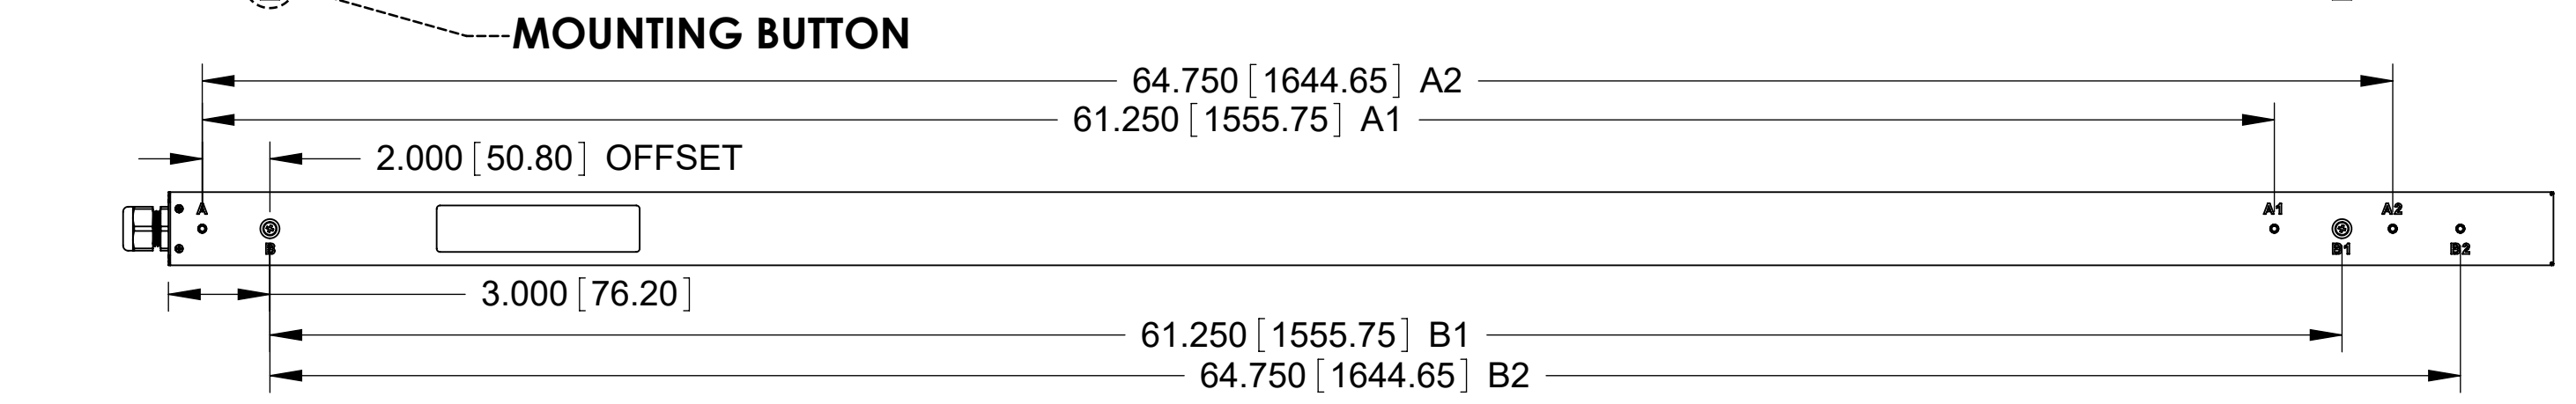 MOUNTING BUTTON
64.750 [1644.65] A2
61.250 [1555.75] A1
2.000 [50.80] OFFSET
A A1 A2
B B1 B2
3.000 [76.20]
61.250 [1555.75] B1
64.750 [1644.65] B2